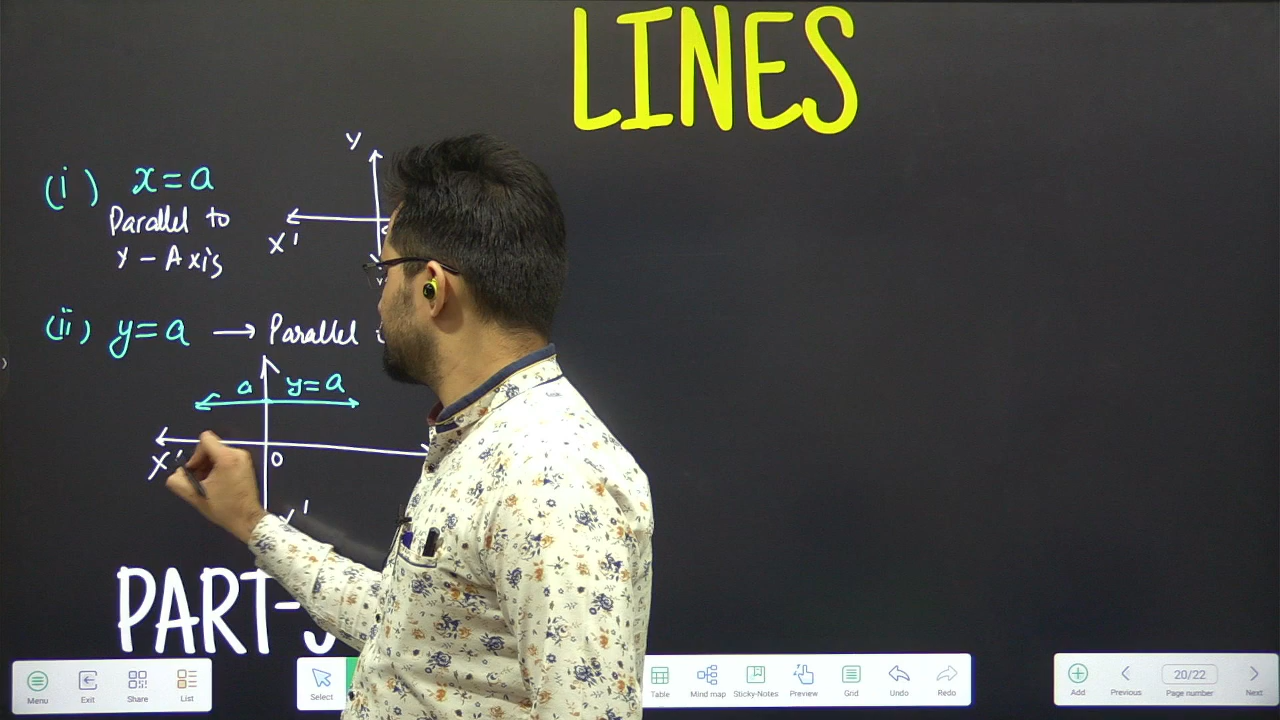 LINES
Y
(i) x=a
Parallel to
Y-Axis
X'
(ii) y=a → Parallel
a y=a
X'
O
Y'
PART-
Menu
Exit
Share
List
Select
Table
Mind map
Sticky-Notes
Preview
Grid
Undo
Redo
Add
Previous
20/22
Page number
Next